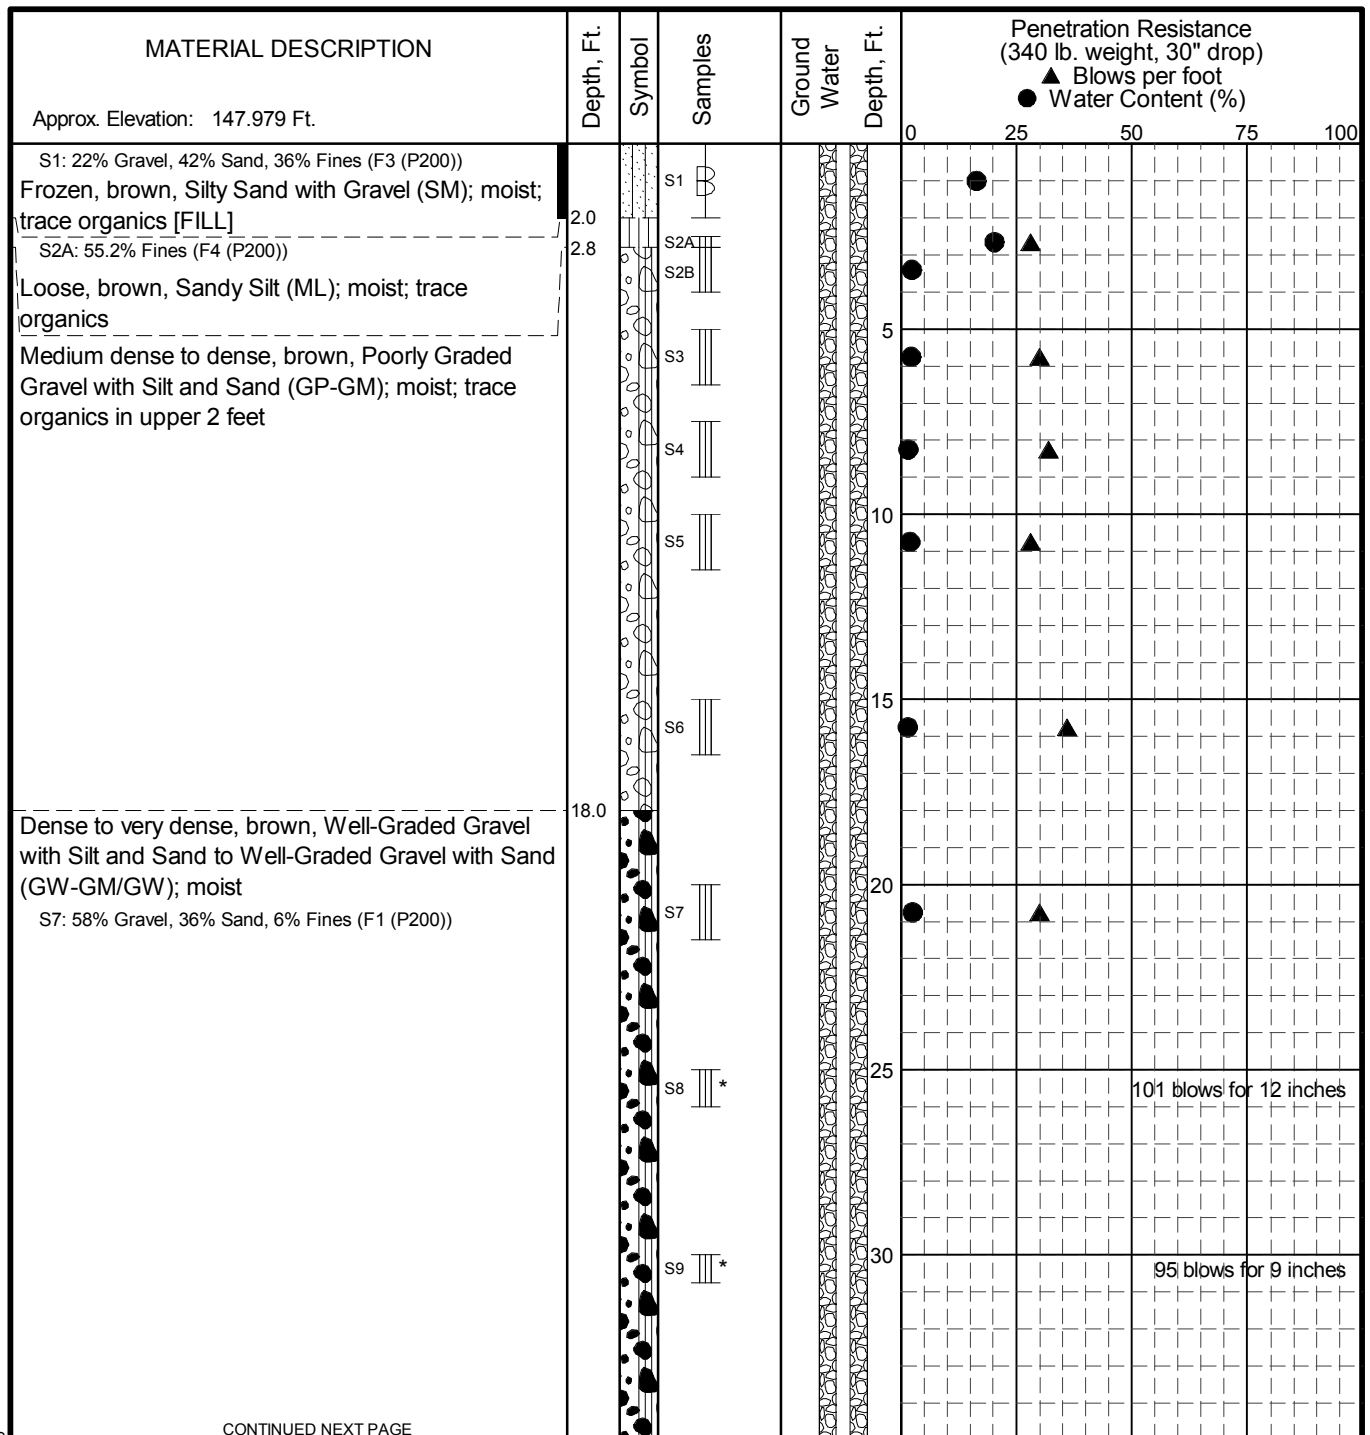 MATERIAL DESCRIPTION
Approx. Elevation: 147.979 Ft.
Depth, Ft.
Symbol
Samples
Ground
Water
Depth, Ft.
Penetration Resistance
(340 lb. weight, 30" drop)
▲ Blows per foot
● Water Content (%)
0 25 50 75 100
S1: 22% Gravel, 42% Sand, 36% Fines (F3 (P200))
Frozen, brown, Silty Sand with Gravel (SM); moist;
trace organics [FILL]
2.0
S2A: 55.2% Fines (F4 (P200))
2.8
Loose, brown, Sandy Silt (ML); moist; trace
organics
Medium dense to dense, brown, Poorly Graded
Gravel with Silt and Sand (GP-GM); moist; trace
organics in upper 2 feet
18.0
Dense to very dense, brown, Well-Graded Gravel
with Silt and Sand to Well-Graded Gravel with Sand
(GW-GM/GW); moist
S7: 58% Gravel, 36% Sand, 6% Fines (F1 (P200))
CONTINUED NEXT PAGE
S1
S2A
S2B
S3
S4
S5
S6
S7
S8 *
S9 *
5
10
15
20
25
30
101 blows for 12 inches
95 blows for 9 inches